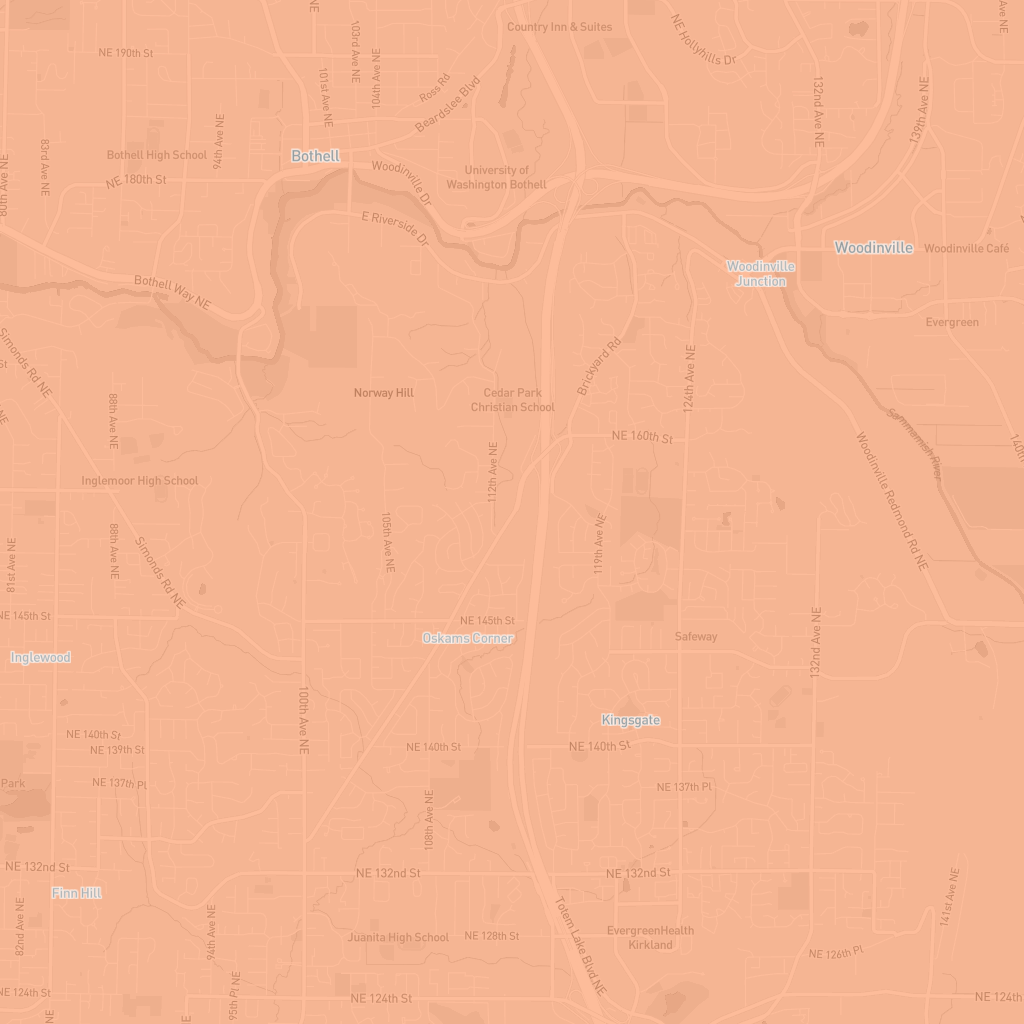 Country Inn & Suites
NE Hollyhills Dr
NE 190th St
103rd Ave NE
104th Ave NE
101st Ave NE
Ross Rd
Beardslee Blvd
132nd Ave NE
139th Ave NE
94th Ave NE
83rd Ave NE
80th Ave NE
Bothell High School
Bothell
NE 180th St
Woodinville Dr
University of
Washington Bothell
E Riverside Dr
Woodinville
Woodinville Café
Woodinville
Junction
Bothell Way NE
Evergreen
Simonds Rd NE
St
NE
Norway Hill
Cedar Park
Christian School
Brickyard Rd
124th Ave NE
88th Ave NE
NE 160th St
Sammamish River
140th
112th Ave NE
Inglemoor High School
Woodinville Redmond Rd NE
88th Ave NE
105th Ave NE
119th Ave NE
81st Ave NE
Simonds Rd NE
NE 145th St
NE 145th St
Oskams Corner
Safeway
132nd Ave NE
Inglewood
100th Ave NE
Kingsgate
NE 140th St
NE 139th St
NE 140th St
NE 140th St
Park
NE 137th Pl
NE 137th Pl
108th Ave NE
NE 132nd St
NE 132nd St
NE 132nd St
Finn Hill
141st Ave NE
82nd Ave NE
94th Ave NE
Juanita High School
NE 128th St
Totem Lake Blvd NE
EvergreenHealth
Kirkland
NE 126th Pl
95th Pl NE
NE 124th St
NE 124th St
NE 124th
NE
NE